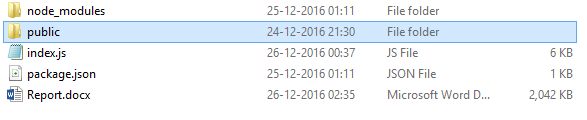 node_modules 25-12-2016 01:11 File folder
public 24-12-2016 21:30 File folder
index.js 26-12-2016 00:37 JS File 6 KB
package.json 25-12-2016 01:11 JSON File 1 KB
Report.docx 26-12-2016 02:35 Microsoft Word D... 2,042 KB